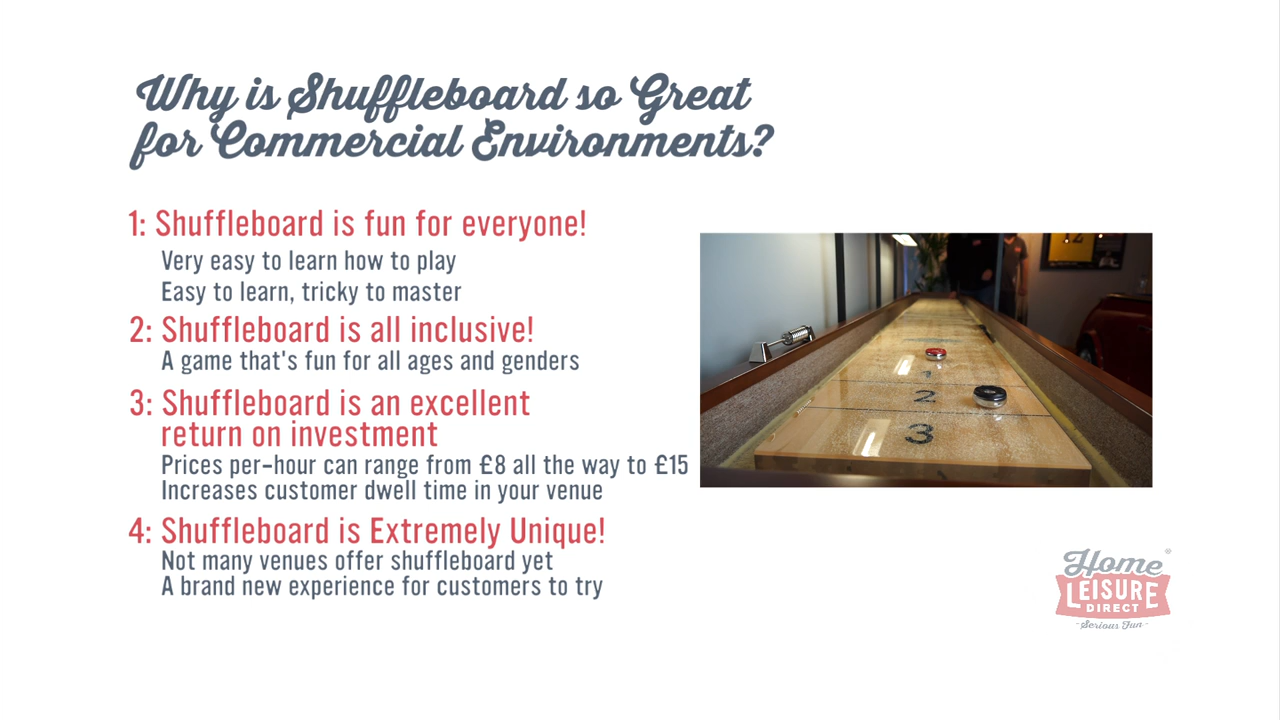 Why is Shuffleboard so Great
for Commercial Environments?
1: Shuffleboard is fun for everyone!
Very easy to learn how to play
Easy to learn, tricky to master
2: Shuffleboard is all inclusive!
A game that's fun for all ages and genders
3: Shuffleboard is an excellent
return on investment
Prices per-hour can range from £8 all the way to £15
Increases customer dwell time in your venue
4: Shuffleboard is Extremely Unique!
Not many venues offer shuffleboard yet
A brand new experience for customers to try
12
1
2
3
Home ®
LEISURE
DIRECT
-Serious Fun-